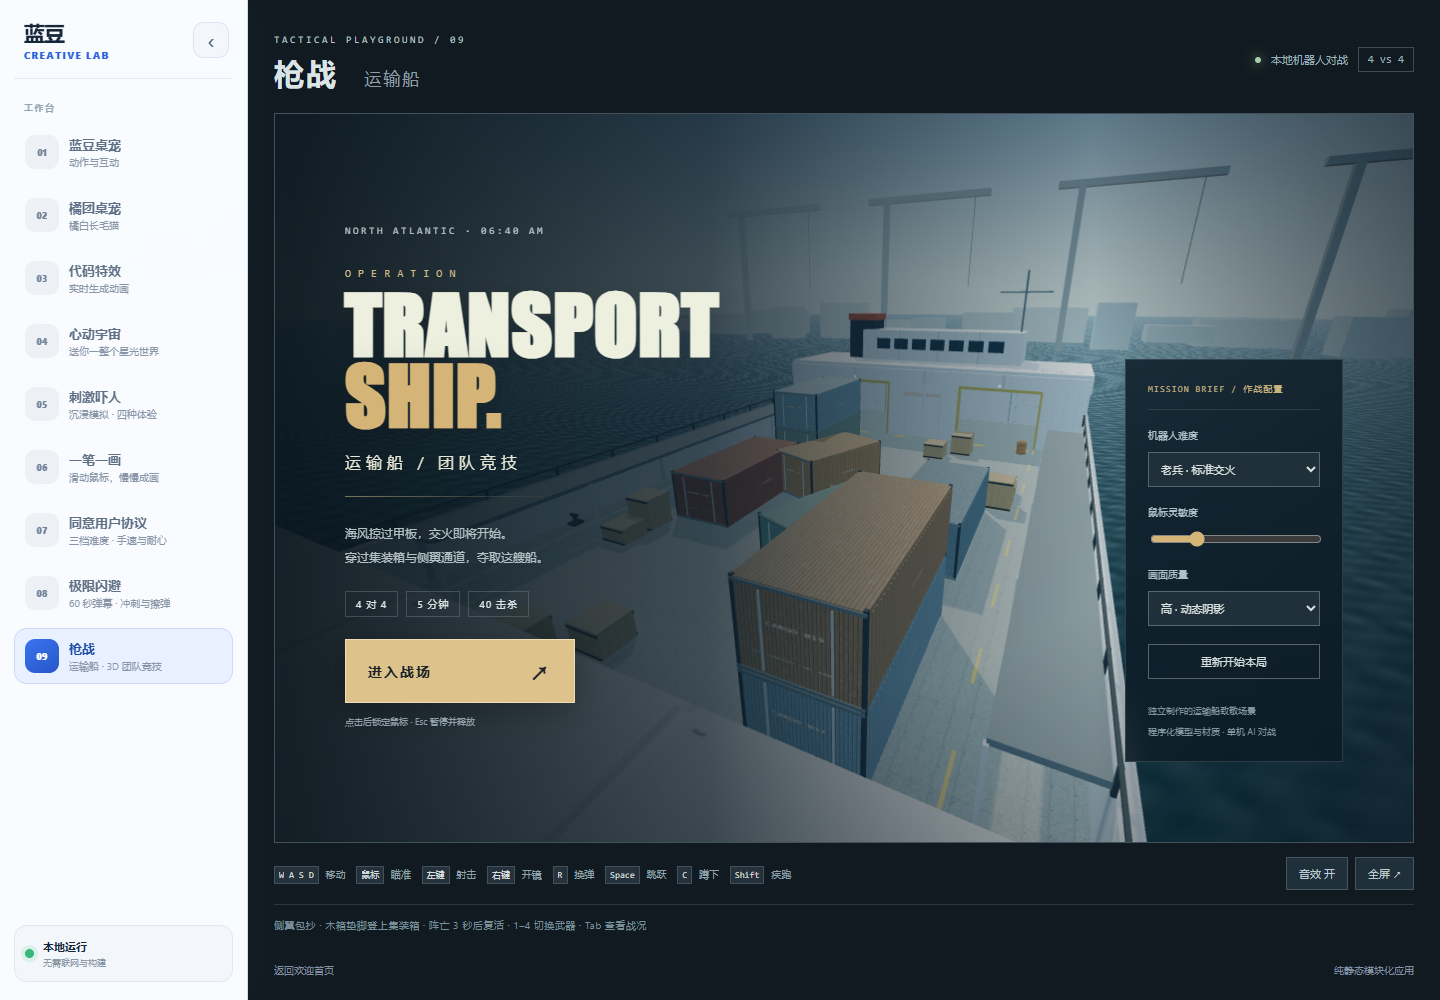 蓝豆
CREATIVE LAB
‹
工作台
01
蓝豆桌宠
动作与互动
02
橘团桌宠
橘白长毛猫
03
代码特效
实时生成动画
04
心动宇宙
送你一整个星光世界
05
刺激吓人
沉浸模拟 · 四种体验
06
一笔一画
滑动鼠标，慢慢成画
07
同意用户协议
三档难度 · 手速与耐心
08
极限闪避
60 秒弹幕 · 冲刺与擦弹
09
枪战
运输船 · 3D 团队竞技
本地运行
无需联网与构建
TACTICAL PLAYGROUND / 09
枪战 运输船
本地机器人对战 4 vs 4
NORTH ATLANTIC · 06:40 AM
OPERATION
TRANSPORT
SHIP.
运输船 / 团队竞技
海风掠过甲板，交火即将开始。
穿过集装箱与侧翼通道，夺取这艘船。
4 对 4 5 分钟 40 击杀
进入战场 ↗
点击后锁定鼠标 · Esc 暂停并释放
MISSION BRIEF / 作战配置
机器人难度
老兵 · 标准交火
鼠标灵敏度
画面质量
高 · 动态阴影
重新开始本局
独立制作的运输船致敬场景
程序化模型与材质 · 单机 AI 对战
W A S D 移动 鼠标 瞄准 左键 射击 右键 开镜 R 换弹 Space 跳跃 C 蹲下 Shift 疾跑
音效 开 全屏 ↗
侧翼包抄 · 木箱垫脚登上集装箱 · 阵亡 3 秒后复活 · 1–4 切换武器 · Tab 查看战况
返回欢迎首页
纯静态模块化应用